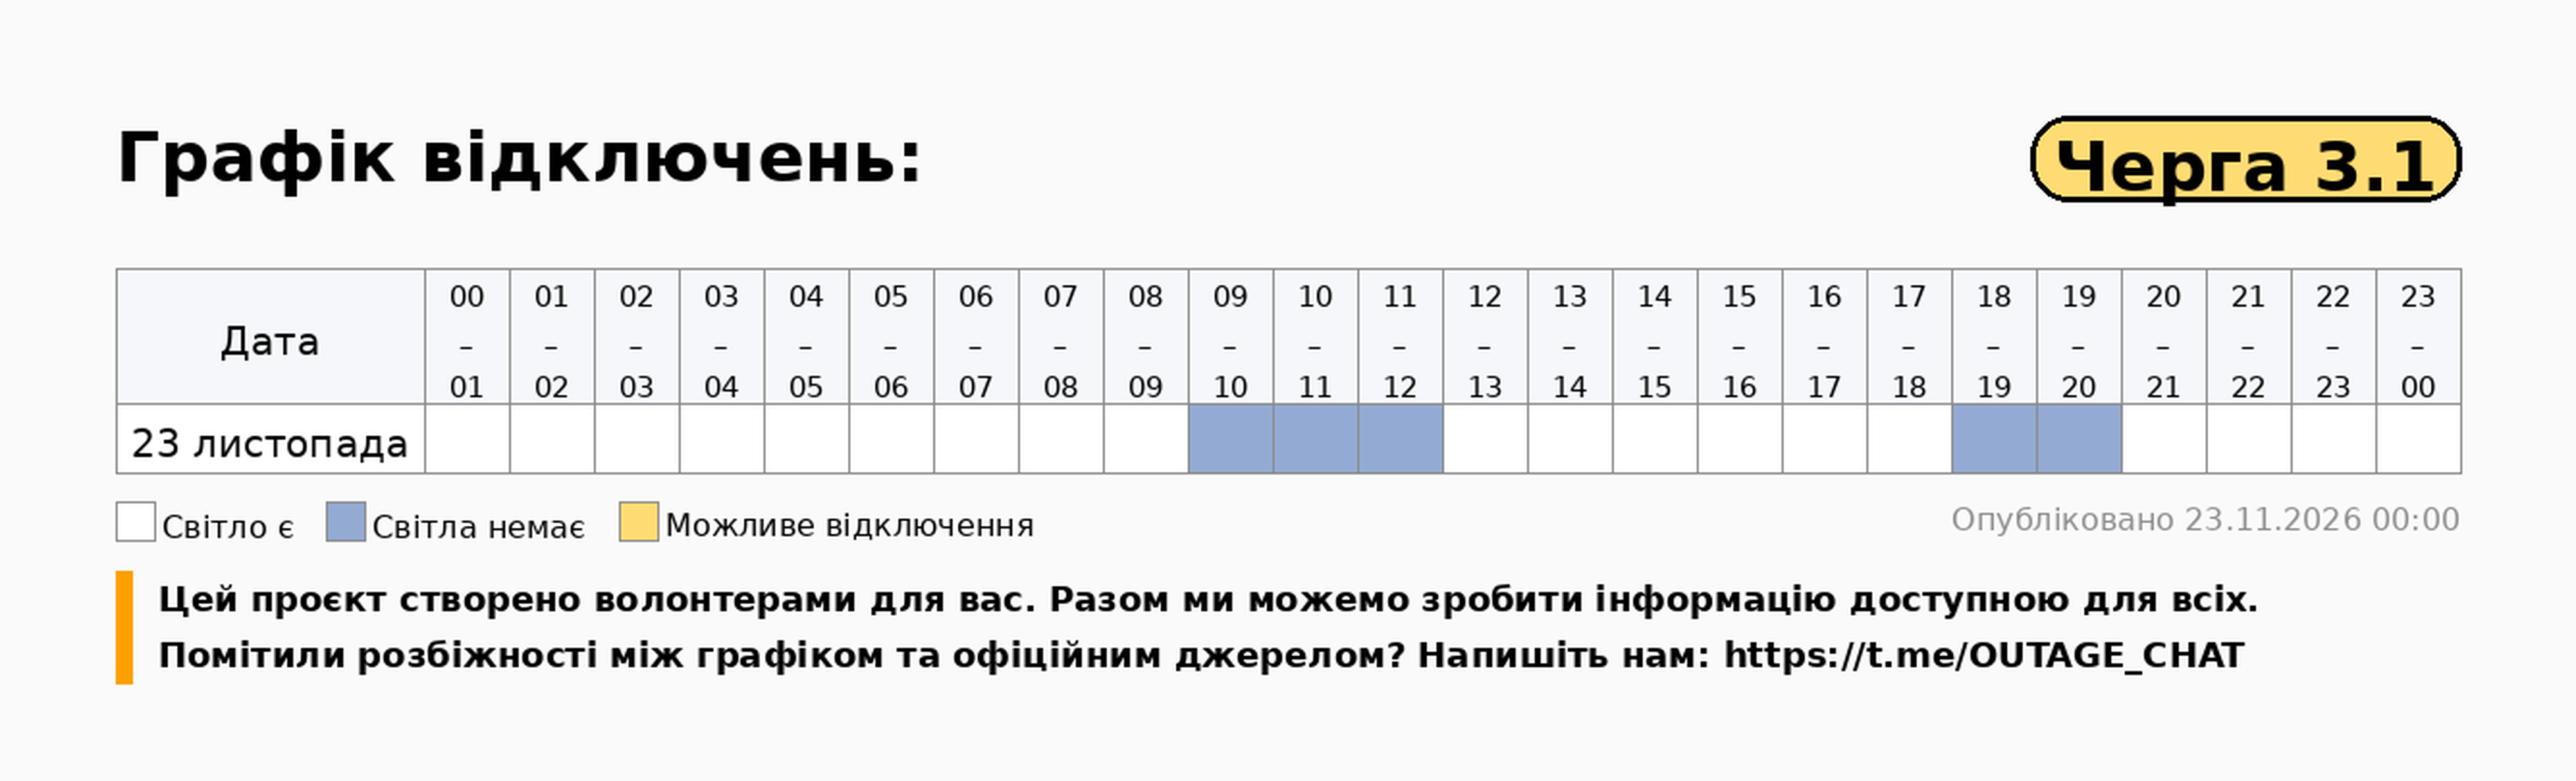 Графік відключень:
Черга 3.1
Дата 00 – 01 01 – 02 02 – 03 03 – 04 04 – 05 05 – 06 06 – 07 07 – 08 08 – 09 09 – 10 10 – 11 11 – 12 12 – 13 13 – 14 14 – 15 15 – 16 16 – 17 17 – 18 18 – 19 19 – 20 20 – 21 21 – 22 22 – 23 23 – 00
23 листопада
Світло є Світла немає Можливе відключення
Опубліковано 23.11.2026 00:00
Цей проєкт створено волонтерами для вас. Разом ми можемо зробити інформацію доступною для всіх.
Помітили розбіжності між графіком та офіційним джерелом? Напишіть нам: https://t.me/OUTAGE_CHAT